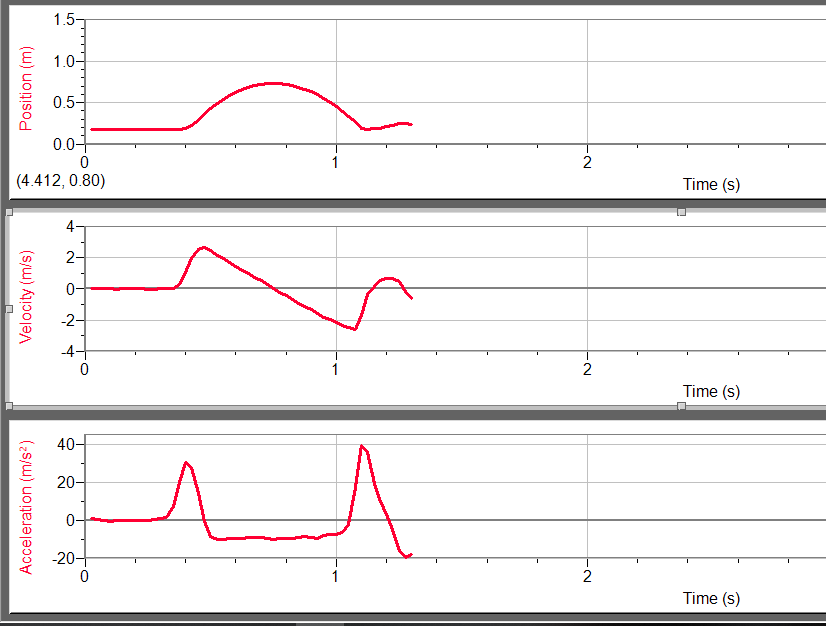 1.5
1.0
Position (m)
0.5
0.0
0 1 2
(4.412, 0.80)
Time (s)
4
2
Velocity (m/s)
0
-2
-4
0 1 2
Time (s)
40
20
Acceleration (m/s²)
0
-20
0 1 2
Time (s)